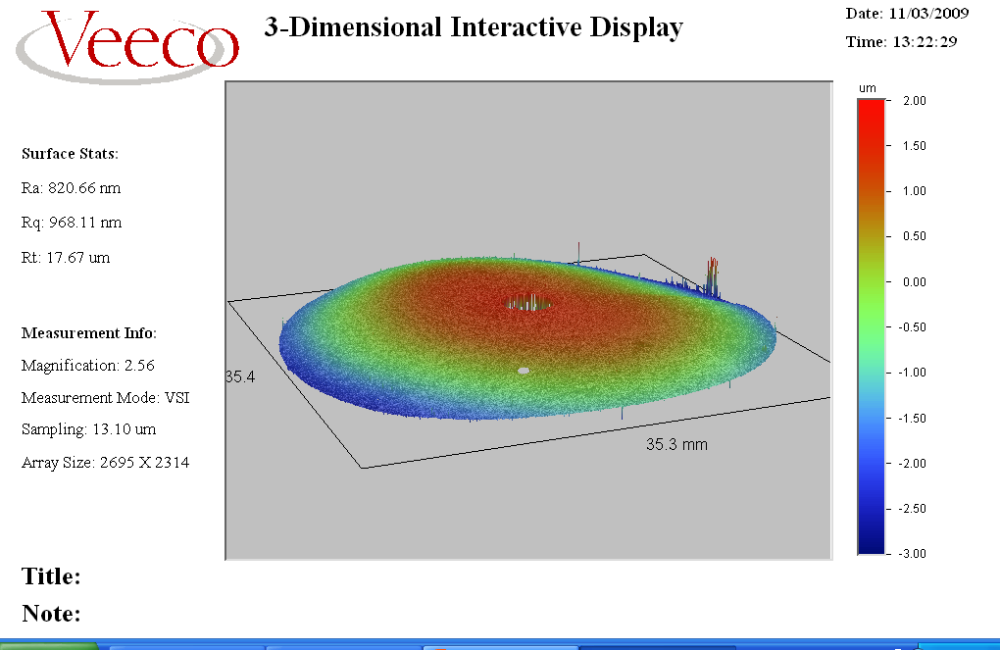 Veeco
3-Dimensional Interactive Display
Date: 11/03/2009
Time: 13:22:29
Surface Stats:
Ra: 820.66 nm
Rq: 968.11 nm
Rt: 17.67 um
Measurement Info:
Magnification: 2.56
Measurement Mode: VSI
Sampling: 13.10 um
Array Size: 2695 X 2314
35.4
35.3 mm
um
2.00
1.50
1.00
0.50
0.00
-0.50
-1.00
-1.50
-2.00
-2.50
-3.00
Title:
Note: